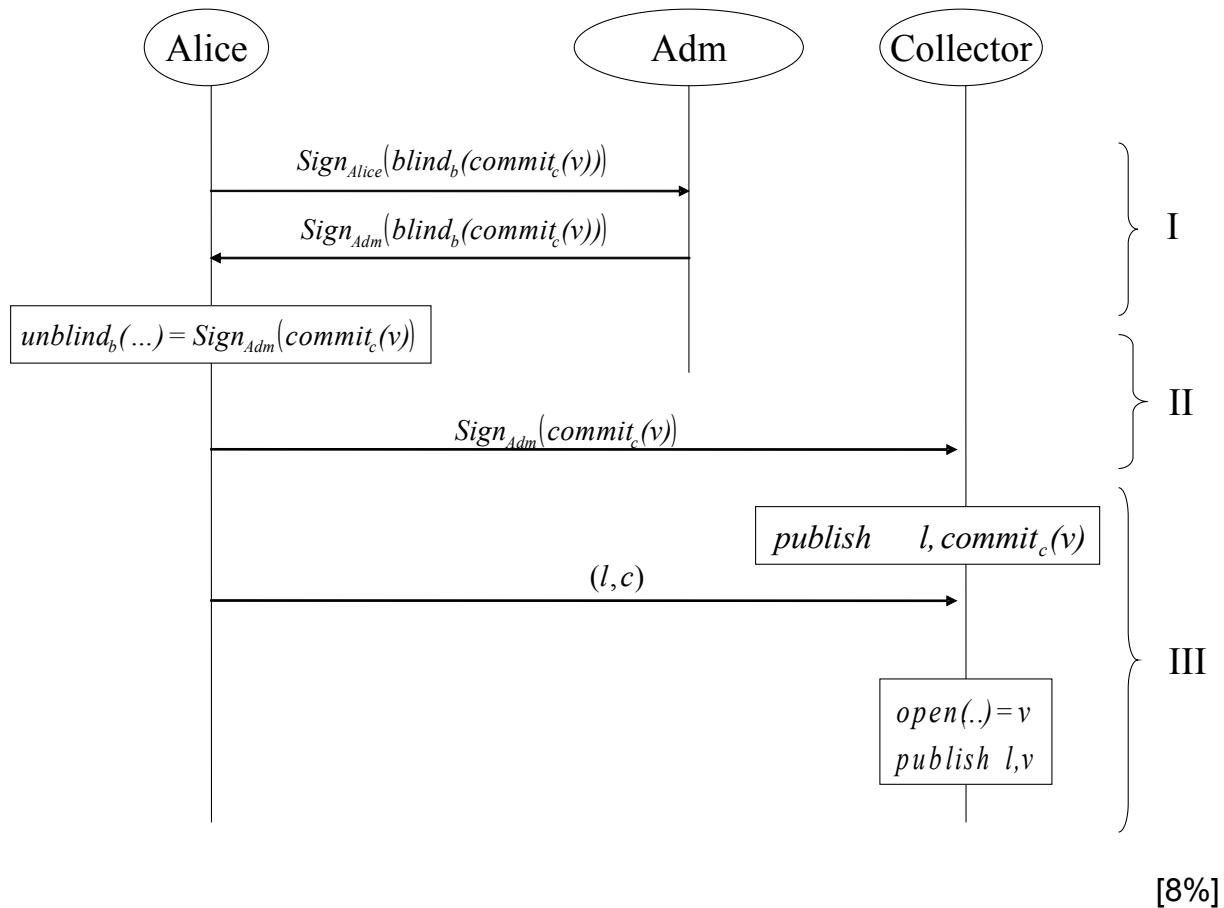 Alice Adm Collector
Sign_Alice(blind_b(commit_c(v)))
I
Sign_Adm(blind_b(commit_c(v)))
unblind_b(...) = Sign_Adm(commit_c(v))
II
Sign_Adm(commit_c(v))
publish l, commit_c(v)
(l,c)
III
open(..)=v
publish l,v
[8%]